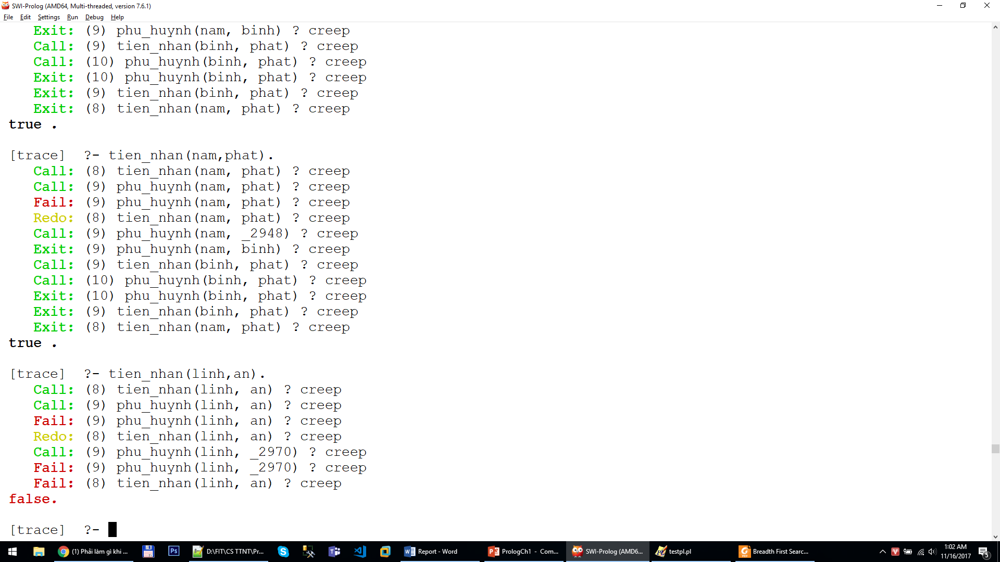 SWI-Prolog (AMD64, Multi-threaded, version 7.6.1)
File Edit Settings Run Debug Help
Exit: (9) phu_huynh(nam, binh) ? creep
Call: (9) tien_nhan(binh, phat) ? creep
Call: (10) phu_huynh(binh, phat) ? creep
Exit: (10) phu_huynh(binh, phat) ? creep
Exit: (9) tien_nhan(binh, phat) ? creep
Exit: (8) tien_nhan(nam, phat) ? creep
true .
[trace]  ?- tien_nhan(nam,phat).
Call: (8) tien_nhan(nam, phat) ? creep
Call: (9) phu_huynh(nam, phat) ? creep
Fail: (9) phu_huynh(nam, phat) ? creep
Redo: (8) tien_nhan(nam, phat) ? creep
Call: (9) phu_huynh(nam, _2948) ? creep
Exit: (9) phu_huynh(nam, binh) ? creep
Call: (9) tien_nhan(binh, phat) ? creep
Call: (10) phu_huynh(binh, phat) ? creep
Exit: (10) phu_huynh(binh, phat) ? creep
Exit: (9) tien_nhan(binh, phat) ? creep
Exit: (8) tien_nhan(nam, phat) ? creep
true .
[trace]  ?- tien_nhan(linh,an).
Call: (8) tien_nhan(linh, an) ? creep
Call: (9) phu_huynh(linh, an) ? creep
Fail: (9) phu_huynh(linh, an) ? creep
Redo: (8) tien_nhan(linh, an) ? creep
Call: (9) phu_huynh(linh, _2970) ? creep
Fail: (9) phu_huynh(linh, _2970) ? creep
Fail: (8) tien_nhan(linh, an) ? creep
false.
[trace]  ?-
(1) Phải làm gì khi ... Ps D:\FIT\CS TTNT\Pr... Report - Word PrologCh1 - Com... SWI-Prolog (AMD6... testpl.pl Breadth First Searc... V 1:02 AM 5
11/16/2017